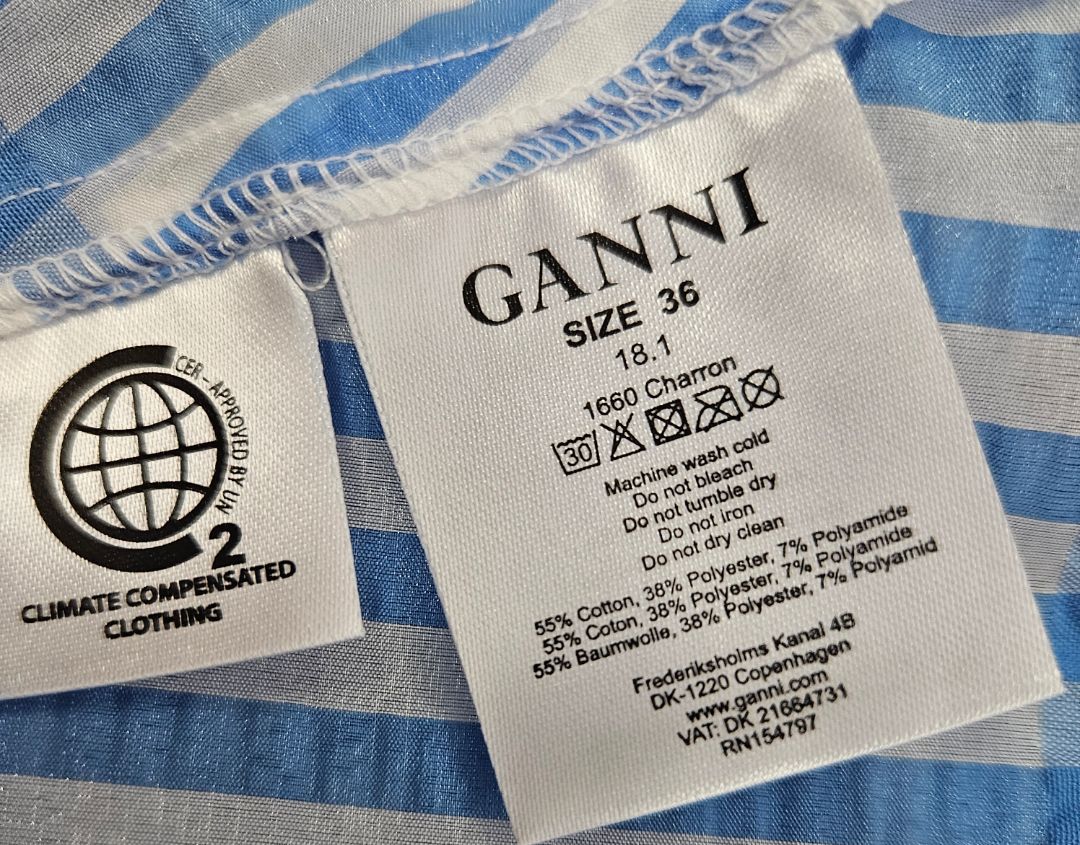 CER - APPROVED BY UN
2
CLIMATE COMPENSATED
CLOTHING
GANNI
SIZE 36
18.1
1660 Charron
30
Machine wash cold
Do not bleach
Do not tumble dry
Do not iron
Do not dry clean
55% Cotton, 38% Polyester, 7% Polyamide
55% Coton, 38% Polyester, 7% Polyamide
55% Baumwolle, 38% Polyester, 7% Polyamid
Frederiksholms Kanal 4B
DK-1220 Copenhagen
www.ganni.com
VAT: DK 21664731
RN154797